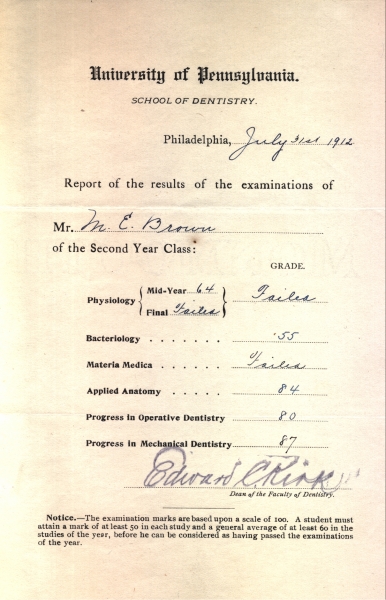 University of Pennsylvania.
SCHOOL OF DENTISTRY.
Philadelphia, July 31st 1912
Report of the results of the examinations of
Mr. M. E. Brown
of the Second Year Class:
GRADE.
Physiology { Mid-Year 64 Final Failed } Failed
Bacteriology . . . . . . . 55
Materia Medica . . . . . . Failed
Applied Anatomy . . . . . 84
Progress in Operative Dentistry 80
Progress in Mechanical Dentistry 87
Edward C. Kirk
Dean of the Faculty of Dentistry.
Notice.—The examination marks are based upon a scale of 100. A student must
attain a mark of at least 50 in each study and a general average of at least 60 in the
studies of the year, before he can be considered as having passed the examinations
of the year.